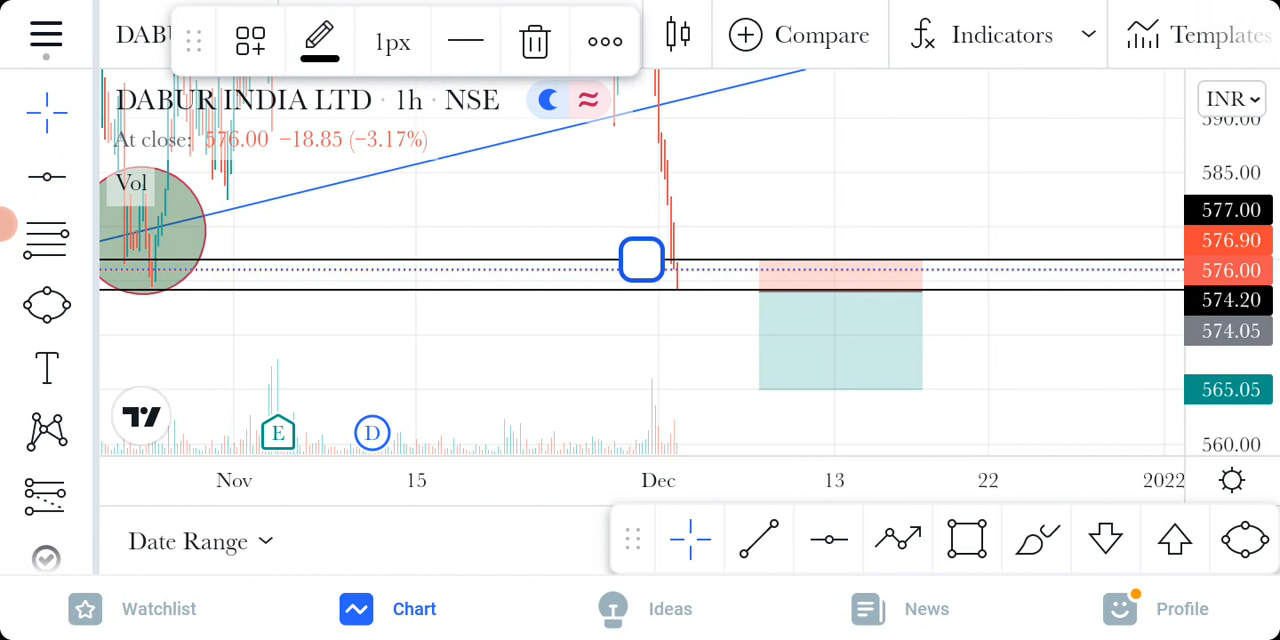 DABU
1px
Compare
Indicators
Templates
DABUR INDIA LTD · 1h · NSE
INR
At close: 576.00 −18.85 (−3.17%)
590.00
585.00
Vol
577.00
576.90
576.00
574.20
574.05
565.05
560.00
E
D
Nov 15 Dec 13 22 2022
Date Range
T
Watchlist
Chart
Ideas
News
Profile